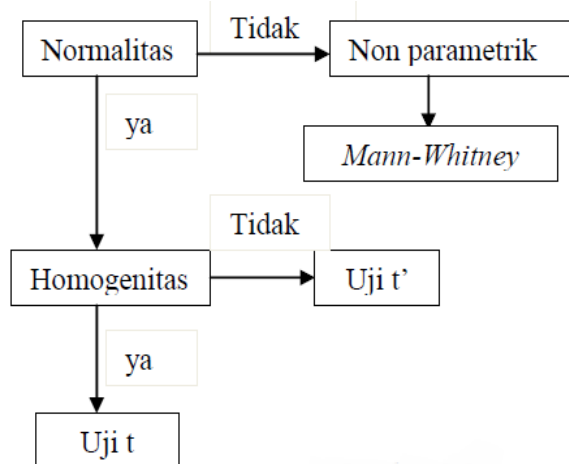 Tidak
Normalitas
Non parametrik
ya
Mann-Whitney
Tidak
Homogenitas
Uji t’
ya
Uji t